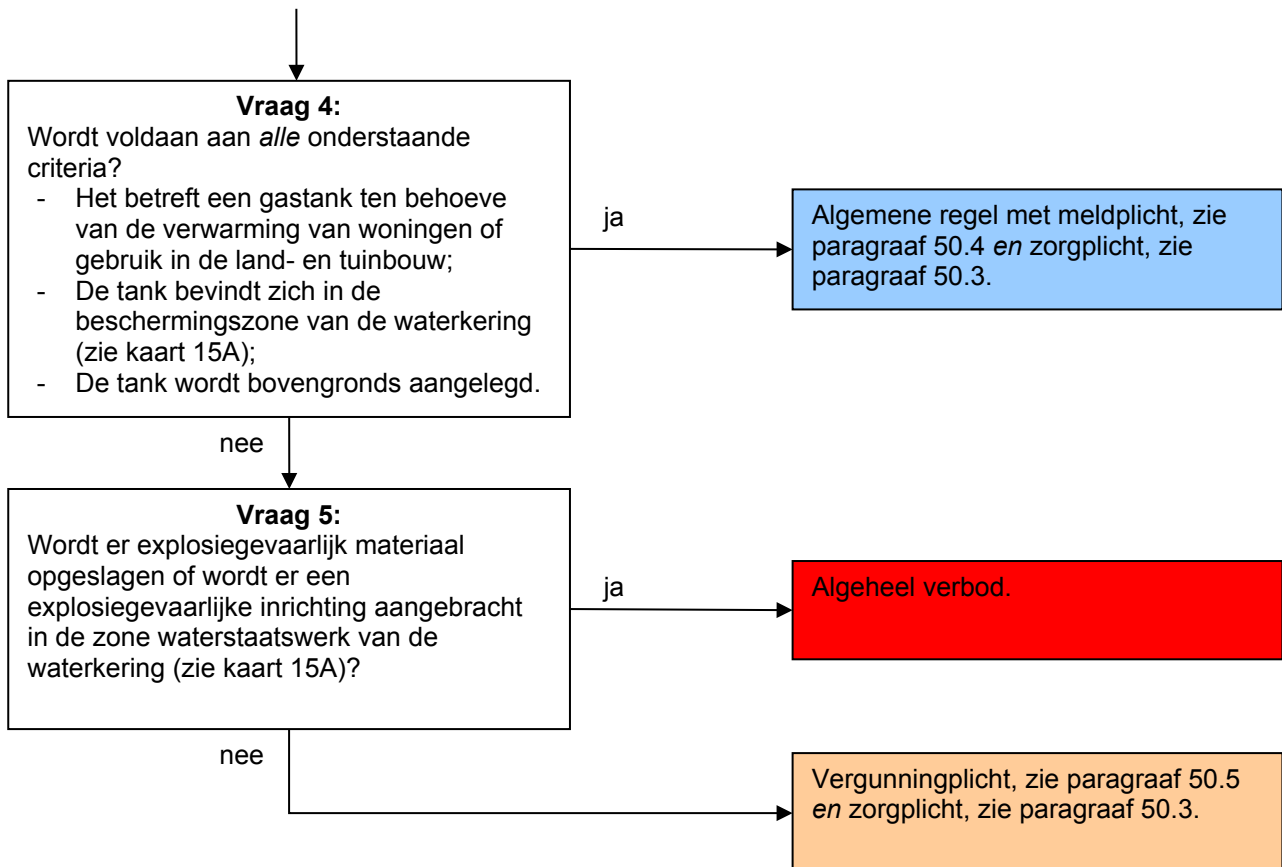 Vraag 4:
Wordt voldaan aan alle onderstaande
criteria?
- Het betreft een gastank ten behoeve
van de verwarming van woningen of
gebruik in de land- en tuinbouw;
- De tank bevindt zich in de
beschermingszone van de waterkering
(zie kaart 15A);
- De tank wordt bovengronds aangelegd.
ja
Algemene regel met meldplicht, zie
paragraaf 50.4 en zorgplicht, zie
paragraaf 50.3.
nee
Vraag 5:
Wordt er explosiegevaarlijk materiaal
opgeslagen of wordt er een
explosiegevaarlijke inrichting aangebracht
in de zone waterstaatswerk van de
waterkering (zie kaart 15A)?
ja
Algeheel verbod.
nee
Vergunningplicht, zie paragraaf 50.5
en zorgplicht, zie paragraaf 50.3.